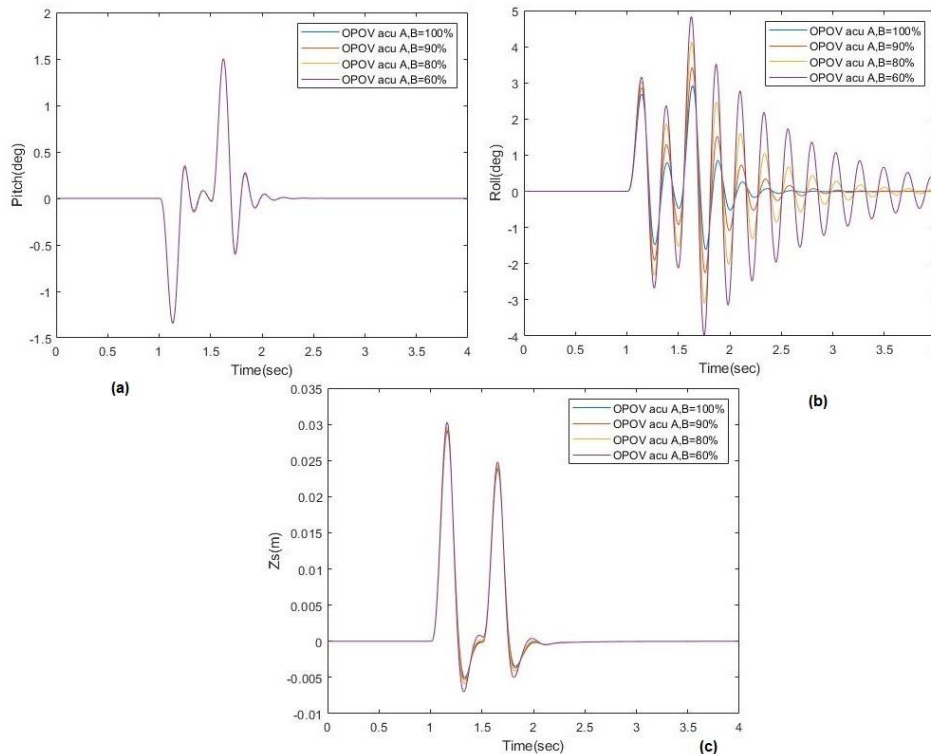 2
1.5
1
0.5
0
-0.5
-1
-1.5
Pitch(deg)
OPOV acu A,B=100%
OPOV acu A,B=90%
OPOV acu A,B=80%
OPOV acu A,B=60%
0 0.5 1 1.5 2 2.5 3 3.5 4
Time(sec)
(a)
5
4
3
2
1
0
-1
-2
-3
-4
Roll(deg)
OPOV acu A,B=100%
OPOV acu A,B=90%
OPOV acu A,B=80%
OPOV acu A,B=60%
0 0.5 1 1.5 2 2.5 3 3.5
Time(sec)
(b)
0.035
0.03
0.025
0.02
0.015
0.01
0.005
0
-0.005
-0.01
Zs(m)
OPOV acu A,B=100%
OPOV acu A,B=90%
OPOV acu A,B=80%
OPOV acu A,B=60%
0 0.5 1 1.5 2 2.5 3 3.5 4
Time(sec)
(c)